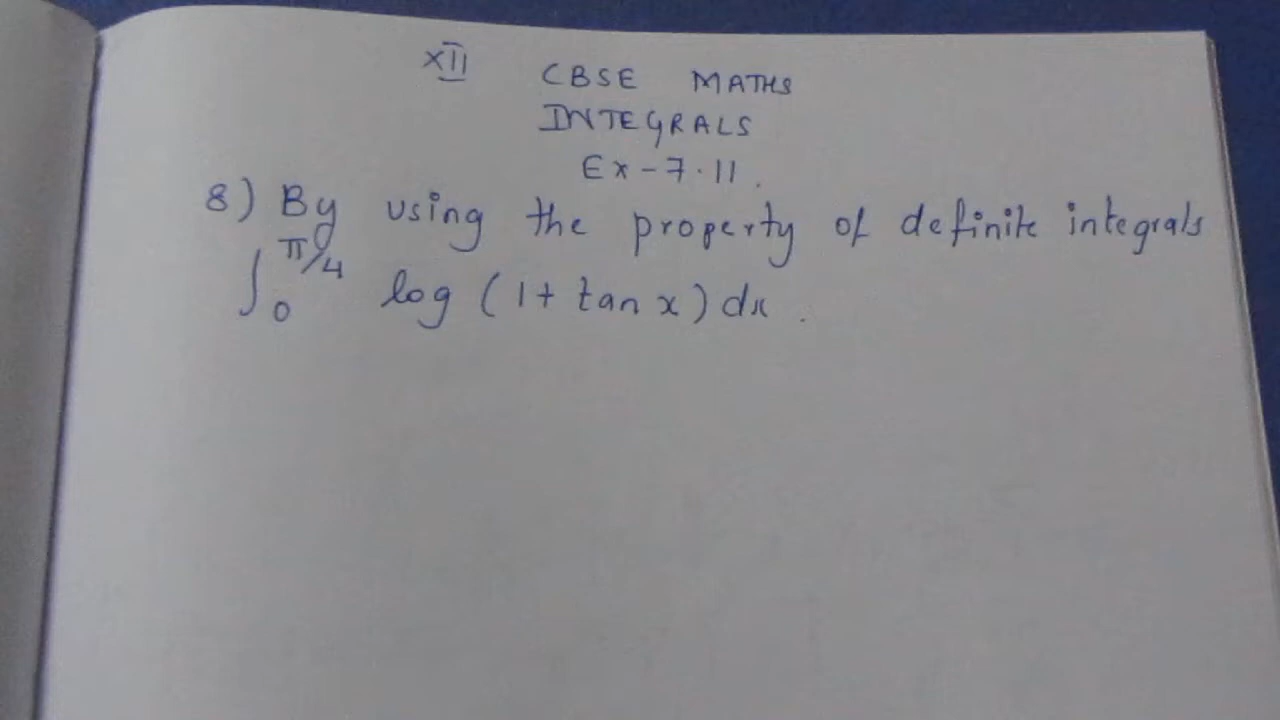 XII CBSE MATHS
INTEGRALS
Ex-7.11.
8) By using the property of definite integrals
∫₀^π/4 log (1+ tan x) dx.